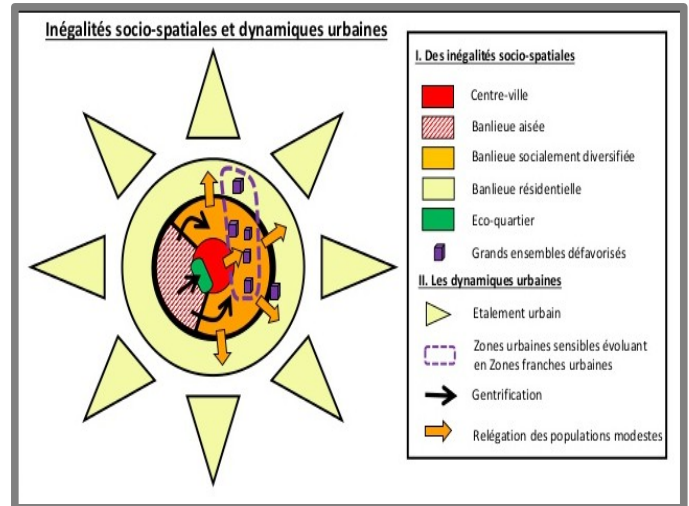 Inégalités socio-spatiales et dynamiques urbaines
I. Des inégalités socio-spatiales
Centre-ville
Banlieue aisée
Banlieue socialement diversifiée
Banlieue résidentielle
Eco-quartier
Grands ensembles défavorisés
II. Les dynamiques urbaines
Etalement urbain
Zones urbaines sensibles évoluant
en Zones franches urbaines
Gentrification
Relégation des populations modestes